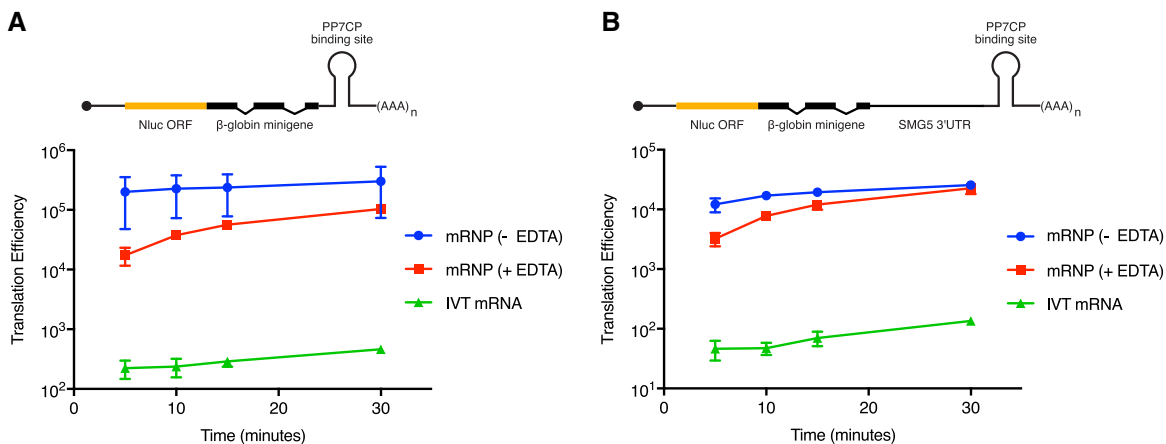 A
PP7CP
binding site
(AAA)n
Nluc ORF
β-globin minigene
Translation Efficiency
10^6
10^5
10^4
10^3
10^2
0
10
20
30
Time (minutes)
mRNP (- EDTA)
mRNP (+ EDTA)
IVT mRNA
B
PP7CP
binding site
(AAA)n
Nluc ORF
β-globin minigene
SMG5 3'UTR
Translation Efficiency
10^5
10^4
10^3
10^2
10^1
0
10
20
30
Time (minutes)
mRNP (- EDTA)
mRNP (+ EDTA)
IVT mRNA